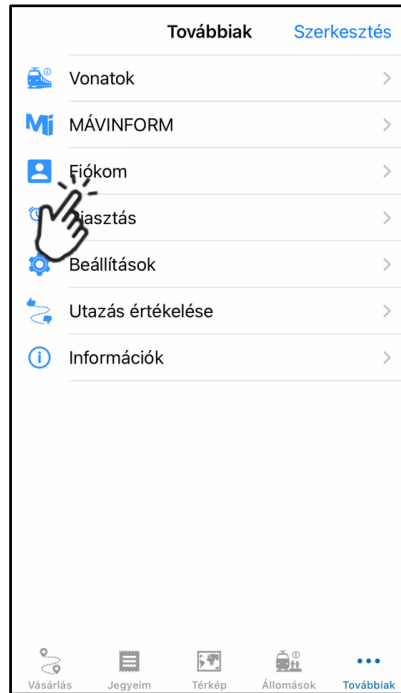 Továbbiak Szerkesztés
Vonatok
MÁVINFORM
Fiókom
Beállítások
Utazás értékelése
Információk
Vásárlás Jegyeim Térkép Állomások Továbbiak